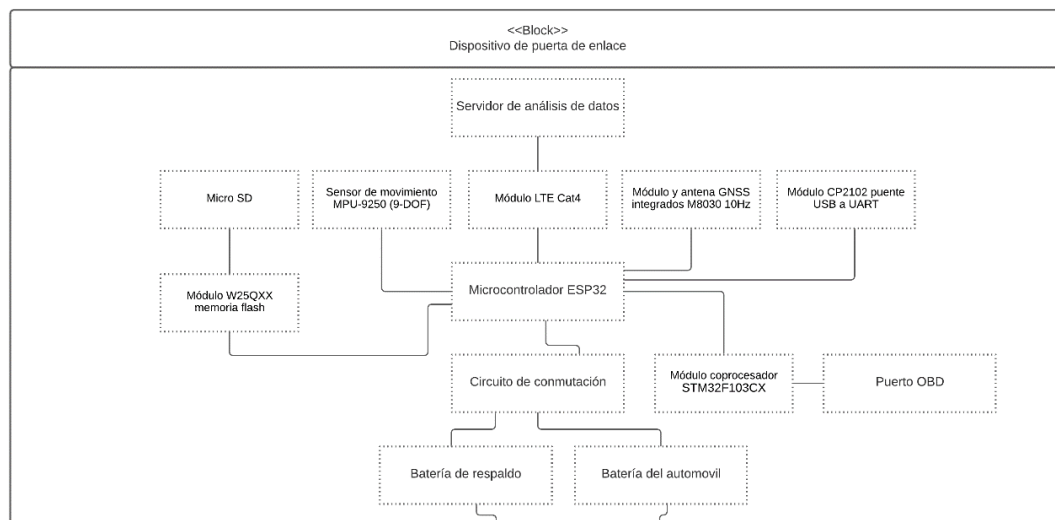 <<Block>>
Dispositivo de puerta de enlace
Servidor de análisis de datos
Micro SD
Sensor de movimiento
MPU-9250 (9-DOF)
Módulo LTE Cat4
Módulo y antena GNSS
integrados M8030 10Hz
Módulo CP2102 puente
USB a UART
Módulo W25QXX
memoria flash
Microcontrolador ESP32
Circuito de conmutación
Módulo coprocesador
STM32F103CX
Puerto OBD
Batería de respaldo
Batería del automovil